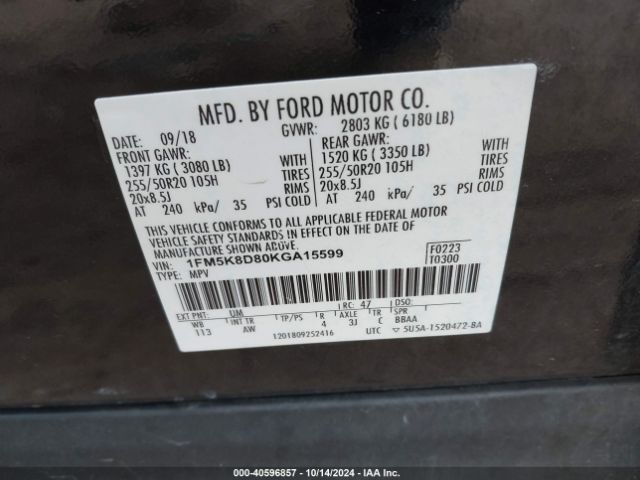 MFD. BY FORD MOTOR CO.
DATE: 09/18 GVWR: 2803 KG ( 6180 LB)
FRONT GAWR: REAR GAWR:
1397 KG ( 3080 LB) WITH 1520 KG ( 3350 LB) WITH
255/50R20 105H TIRES 255/50R20 105H TIRES
20x8.5J RIMS 20x8.5J RIMS
AT 240 kPa/ 35 PSI COLD AT 240 kPa/ 35 PSI COLD
THIS VEHICLE CONFORMS TO ALL APPLICABLE FEDERAL MOTOR
VEHICLE SAFETY STANDARDS IN EFFECT ON THE DATE OF
MANUFACTURE SHOWN ABOVE.
VIN: 1FM5K8D80KGA15599 F0223
TYPE: MPV T0300
EXT PNT: UM RC: 47 DSO:
WB INT TR TP/PS R AXLE TR SPR
113 AW 4 3J C BBAA
1201809252416 UTC ▽ 5U5A-1520472-BA
OWNER: 40596857 | 10/14/2024 | IAA Inc.